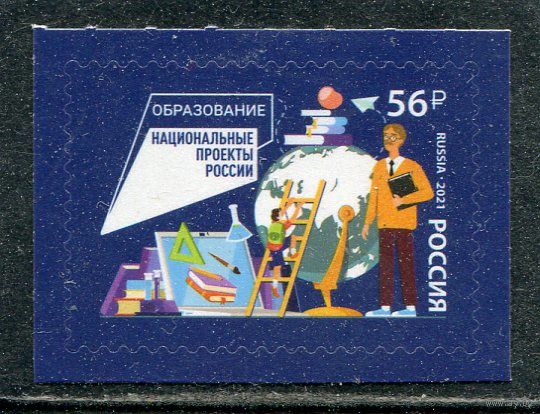 ОБРАЗОВАНИЕ
НАЦИОНАЛЬНЫЕ
ПРОЕКТЫ
РОССИИ
56₽
RUSSIA · 2021
РОССИЯ